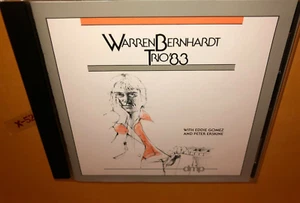 WARREN BERNHARDT
TRIO '83
WITH EDDIE GOMEZ
AND PETER ERSKINE
dmp